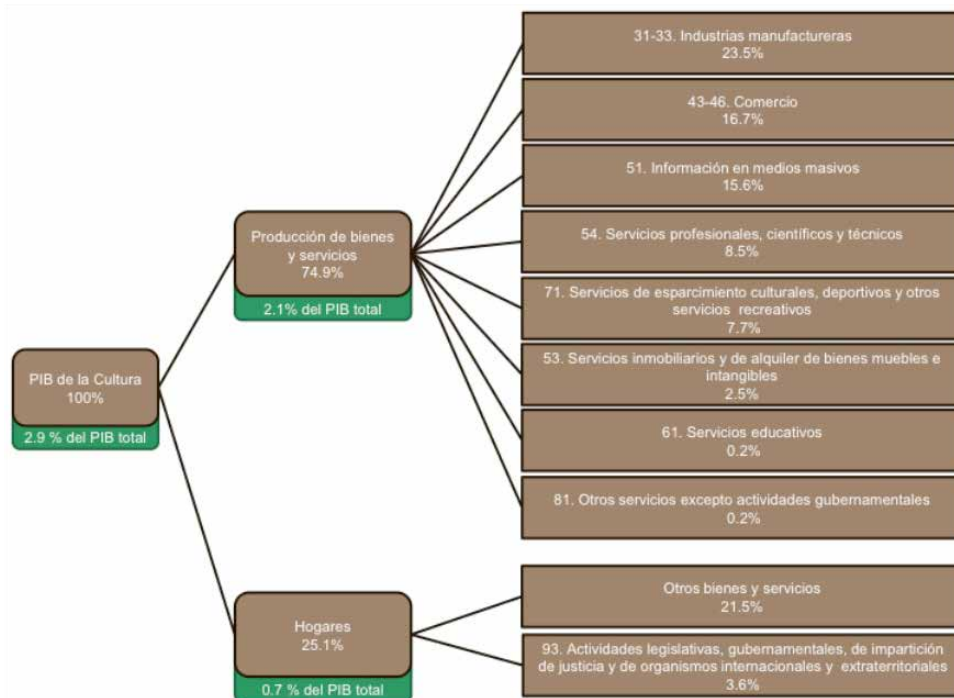 31-33. Industrias manufactureras
23.5%
43-46. Comercio
16.7%
51. Información en medios masivos
15.6%
Producción de bienes
y servicios
74.9%
2.1% del PIB total
54. Servicios profesionales, científicos y técnicos
8.5%
71. Servicios de esparcimiento culturales, deportivos y otros
servicios recreativos
7.7%
PIB de la Cultura
100%
2.9 % del PIB total
53. Servicios inmobiliarios y de alquiler de bienes muebles e
intangibles
2.5%
61. Servicios educativos
0.2%
81. Otros servicios excepto actividades gubernamentales
0.2%
Hogares
25.1%
0.7 % del PIB total
Otros bienes y servicios
21.5%
93. Actividades legislativas, gubernamentales, de impartición
de justicia y de organismos internacionales y extraterritoriales
3.6%